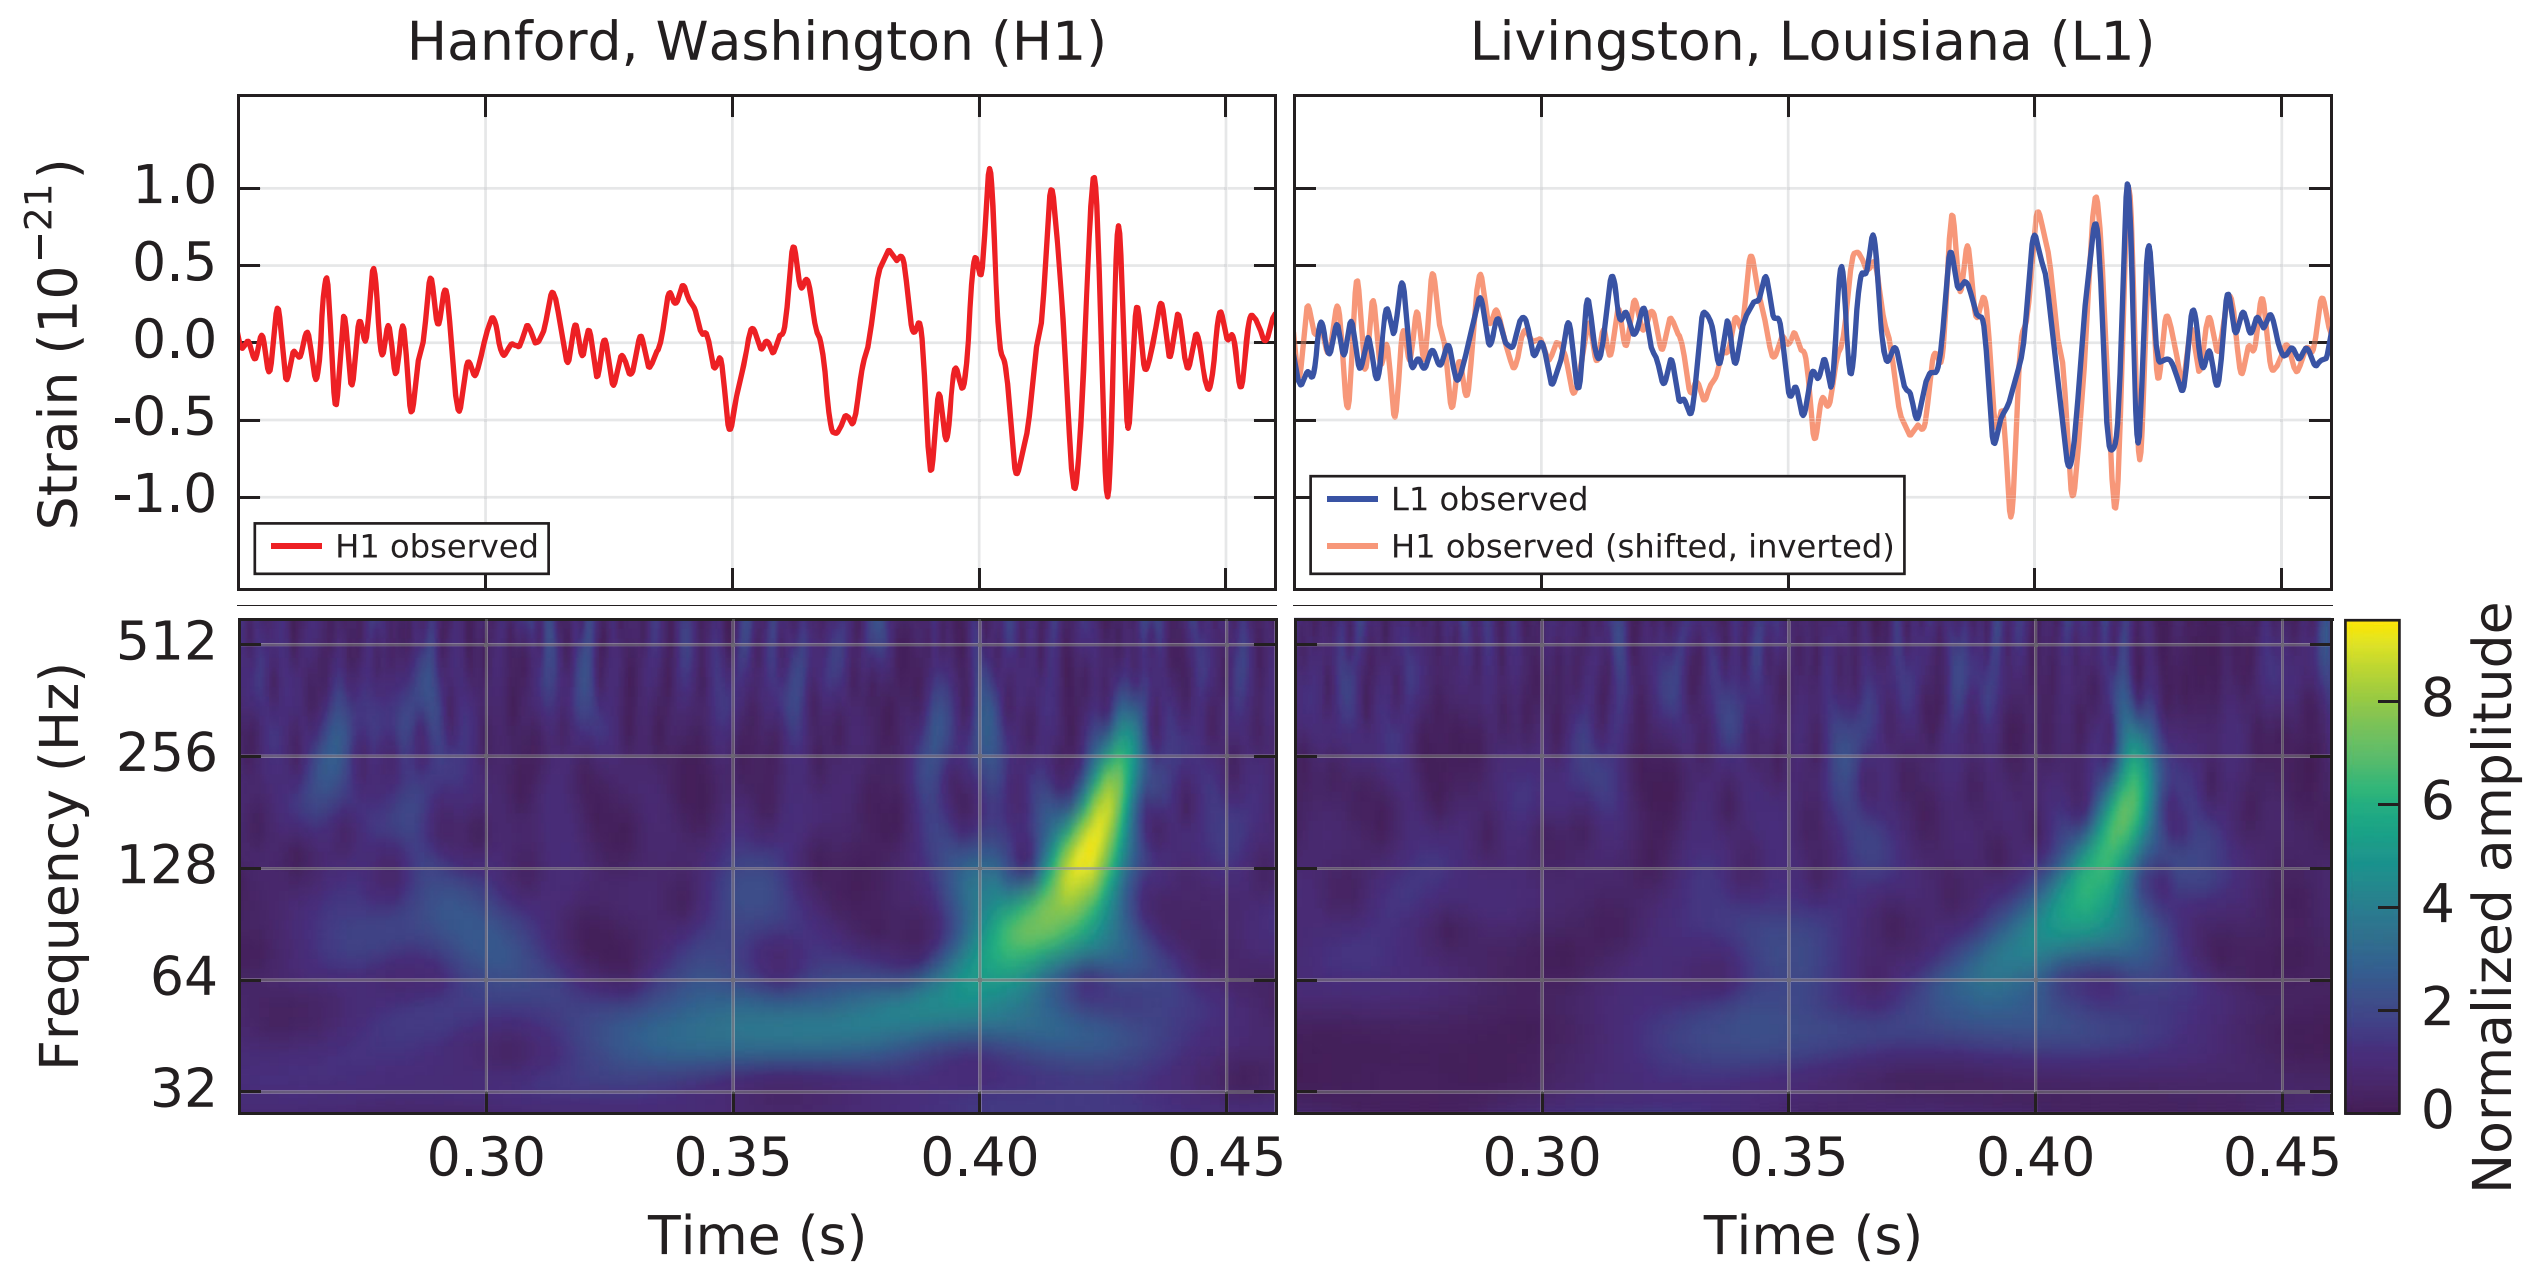 Hanford, Washington (H1)
Livingston, Louisiana (L1)
Strain (10⁻²¹)
1.0
0.5
0.0
-0.5
-1.0
H1 observed
L1 observed
H1 observed (shifted, inverted)
Frequency (Hz)
512
256
128
64
32
0.30 0.35 0.40 0.45
Time (s)
0.30 0.35 0.40 0.45
Time (s)
8
6
4
2
0
Normalized amplitude